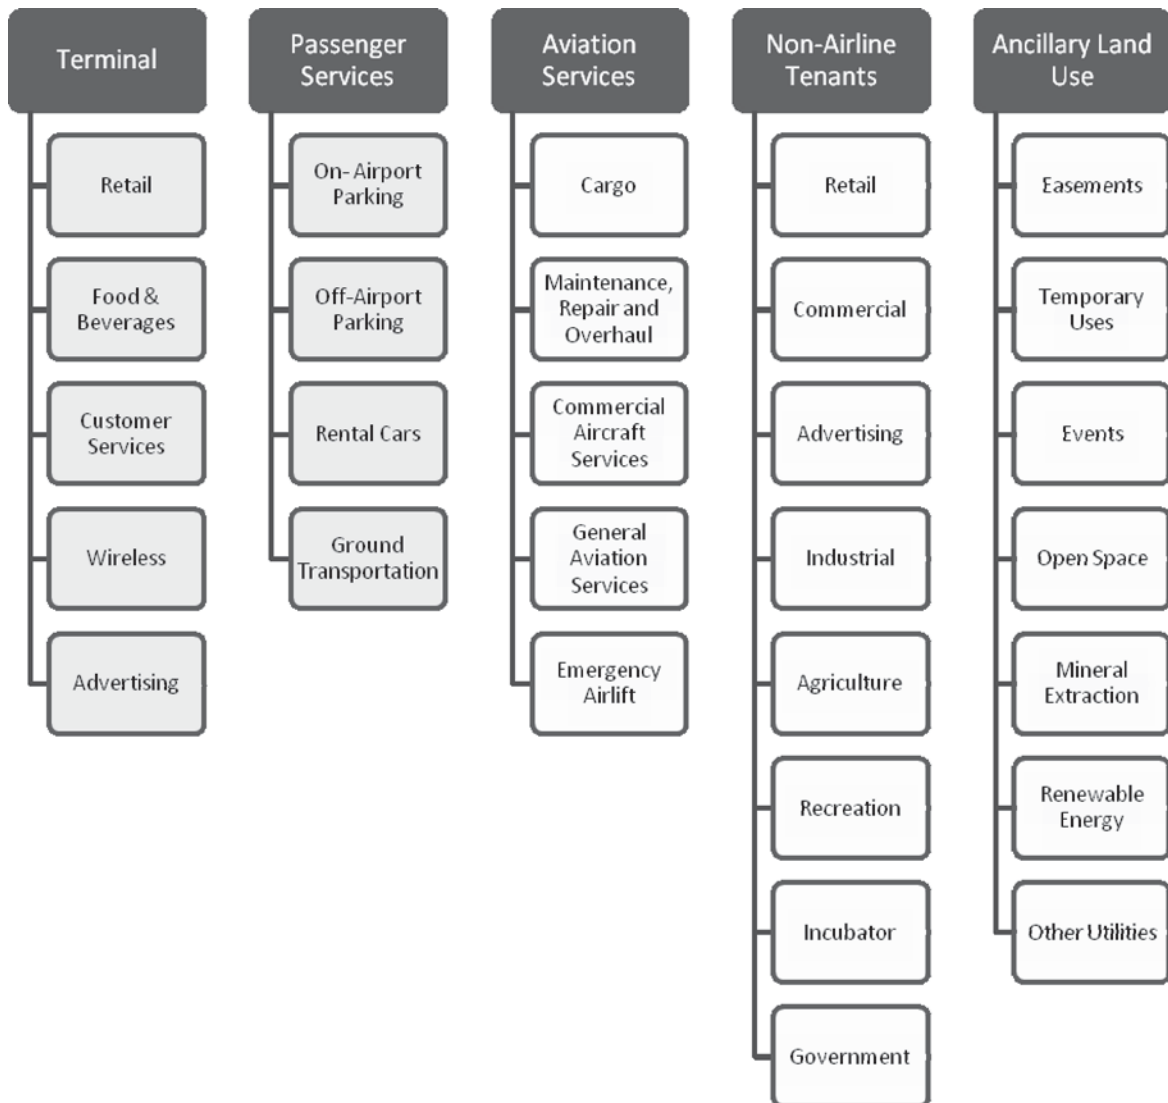 Terminal
Retail
Food &
Beverages
Customer
Services
Wireless
Advertising
Passenger
Services
On- Airport
Parking
Off-Airport
Parking
Rental Cars
Ground
Transportation
Aviation
Services
Cargo
Maintenance,
Repair and
Overhaul
Commercial
Aircraft
Services
General
Aviation
Services
Emergency
Airlift
Non-Airline
Tenants
Retail
Commercial
Advertising
Industrial
Agriculture
Recreation
Incubator
Government
Ancillary Land
Use
Easements
Temporary
Uses
Events
Open Space
Mineral
Extraction
Renewable
Energy
Other Utilities